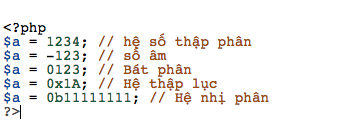 <?php
$a = 1234; // hệ số thập phân
$a = -123; // số âm
$a = 0123; // Bát phân
$a = 0x1A; // Hệ thập lục
$a = 0b11111111; // Hệ nhị phân
?>